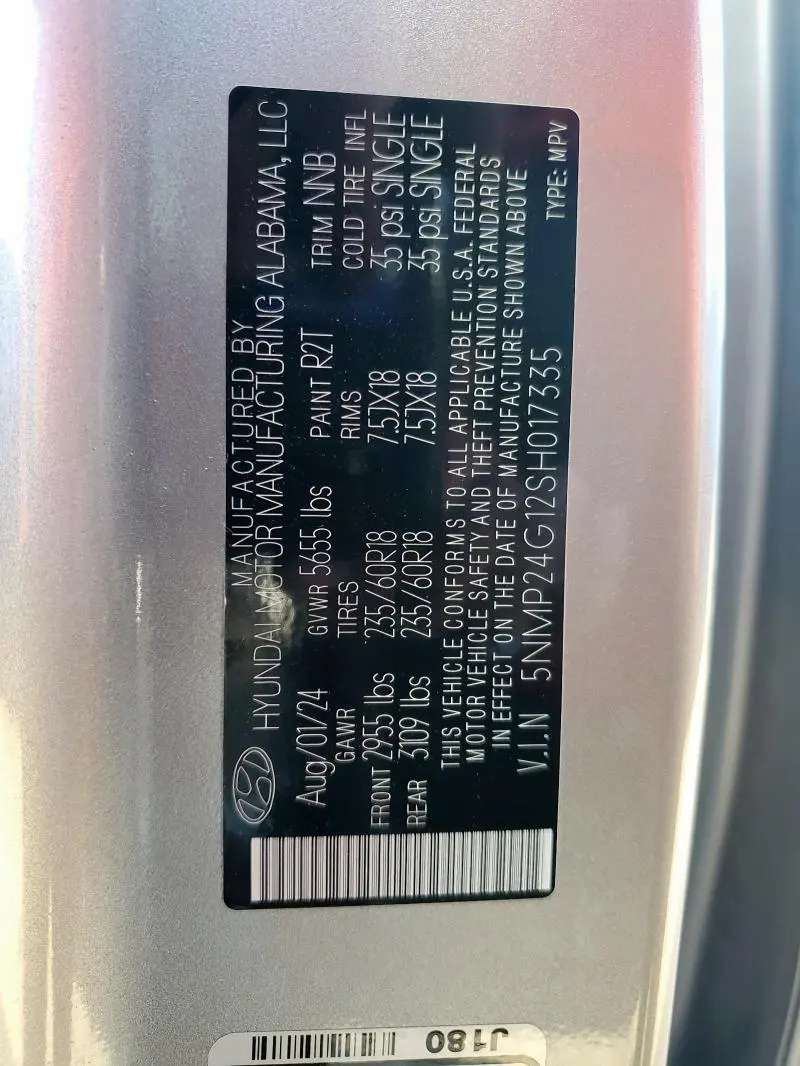 MANUFACTURED BY
HYUNDAI MOTOR MANUFACTURING ALABAMA, LLC
Aug/01/24 GVWR 5655 lbs PAINT R2T TRIM NNB
GAWR TIRES RIMS COLD TIRE INFL
FRONT 2955 lbs 235/60R18 7.5JX18 35 psi SINGLE
REAR 3109 lbs 235/60R18 7.5JX18 35 psi SINGLE
THIS VEHICLE CONFORMS TO ALL APPLICABLE U.S.A. FEDERAL
MOTOR VEHICLE SAFETY AND THEFT PREVENTION STANDARDS
IN EFFECT ON THE DATE OF MANUFACTURE SHOWN ABOVE
V.I.N 5NMP24G12SH017335 TYPE: MPV
J180